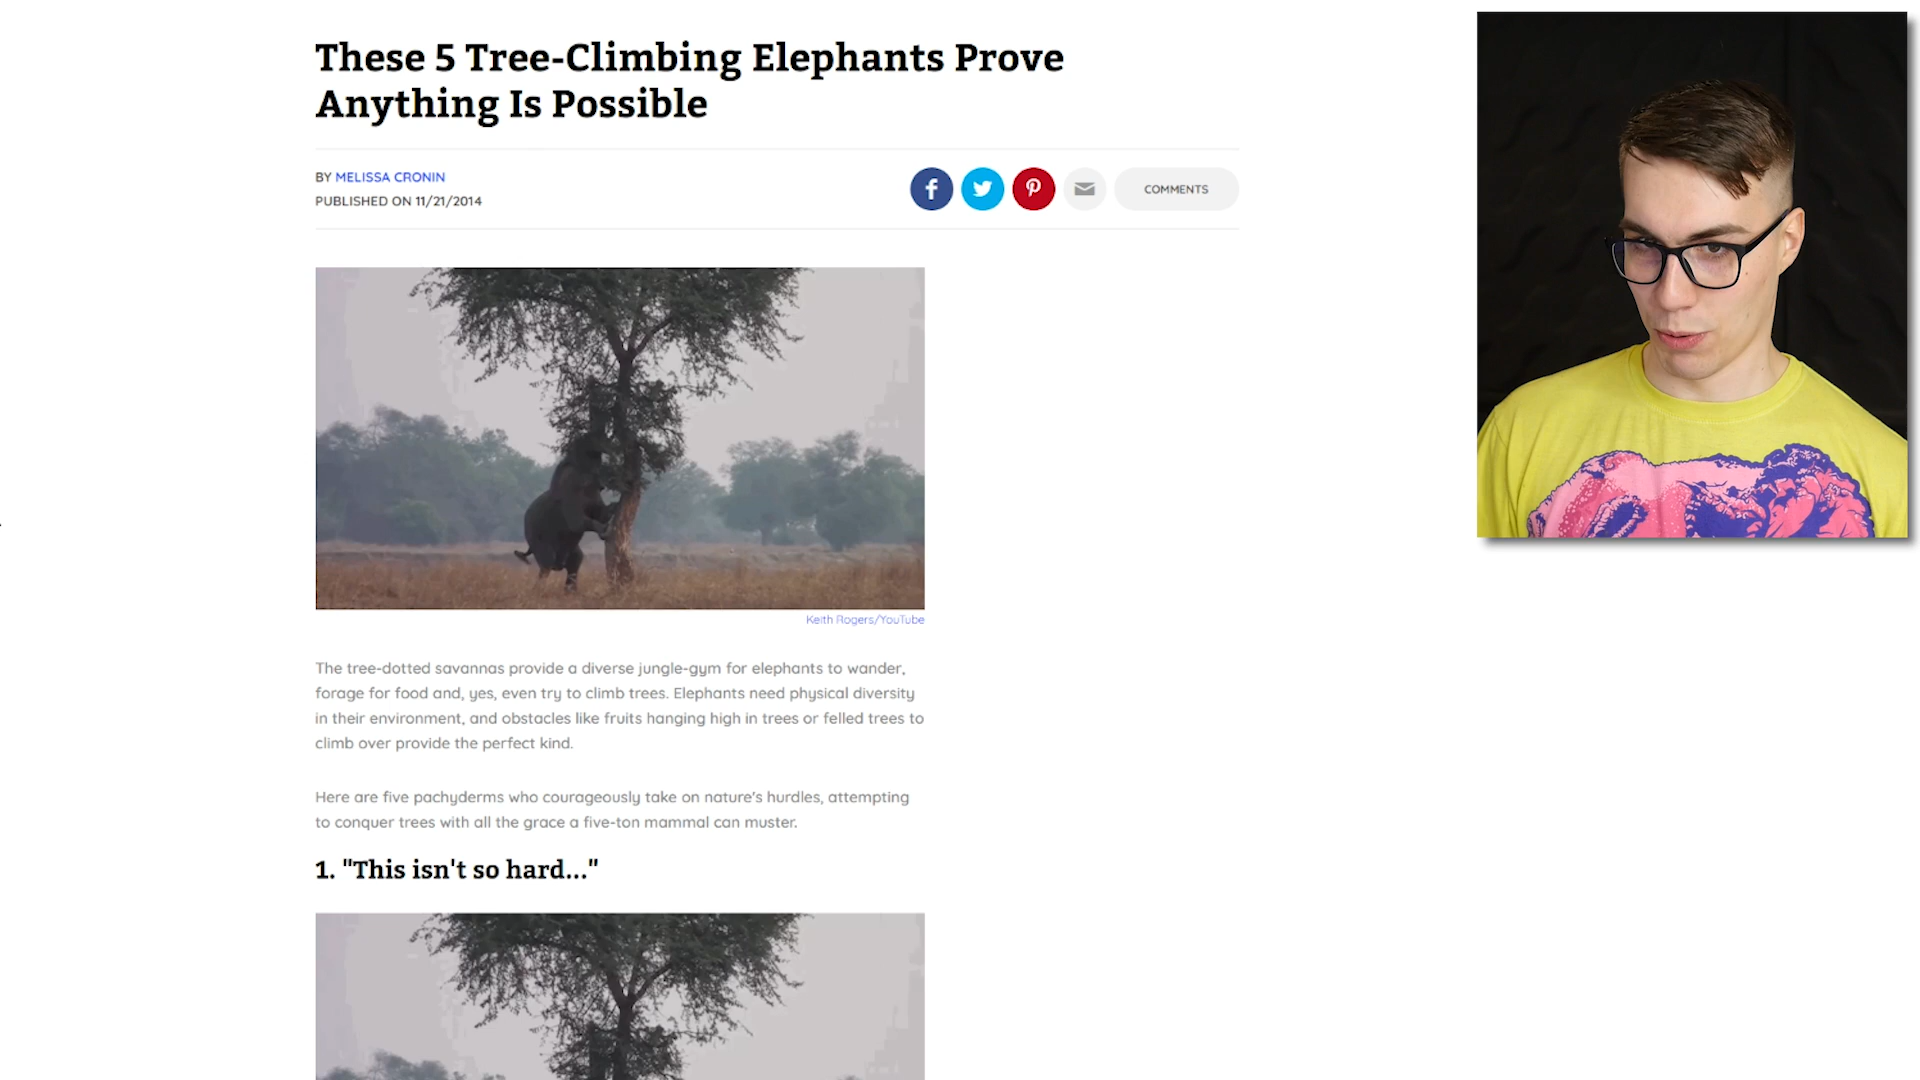 These 5 Tree-Climbing Elephants Prove
Anything Is Possible
BY MELISSA CRONIN
PUBLISHED ON 11/21/2014
COMMENTS
Keith Rogers/YouTube
The tree-dotted savannas provide a diverse jungle-gym for elephants to wander,
forage for food and, yes, even try to climb trees. Elephants need physical diversity
in their environment, and obstacles like fruits hanging high in trees or felled trees to
climb over provide the perfect kind.
Here are five pachyderms who courageously take on nature's hurdles, attempting
to conquer trees with all the grace a five-ton mammal can muster.
1. "This isn't so hard..."